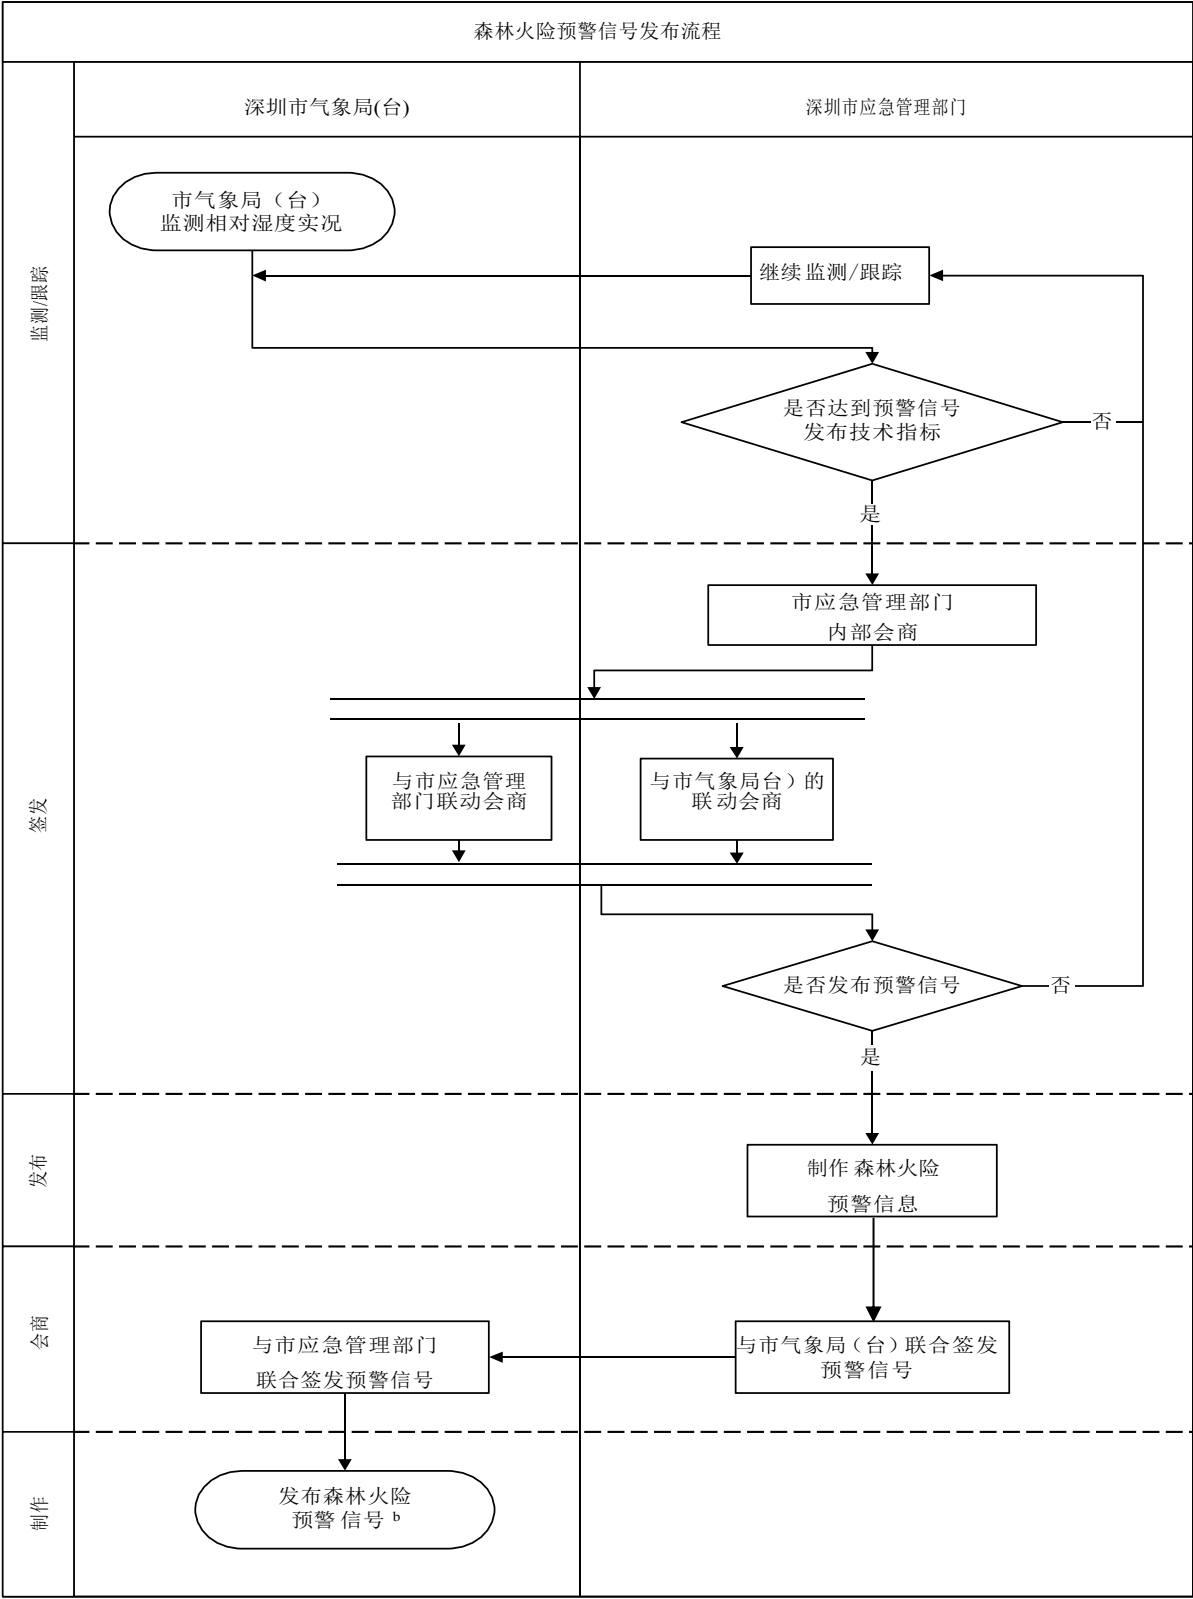 森林火险预警信号发布流程
深圳市气象局(台)
深圳市应急管理部门
监测/跟踪
市气象局（台）
监测相对湿度实况
继续监测/跟踪
是否达到预警信号
发布技术指标
否
是
签发
市应急管理部门
内部会商
与市应急管理
部门联动会商
与市气象局台）的
联动会商
是否发布预警信号
否
是
发布
制作森林火险
预警信息
会商
与市应急管理部门
联合签发预警信号
与市气象局（台）联合签发
预警信号
制作
发布森林火险
预警信号 b